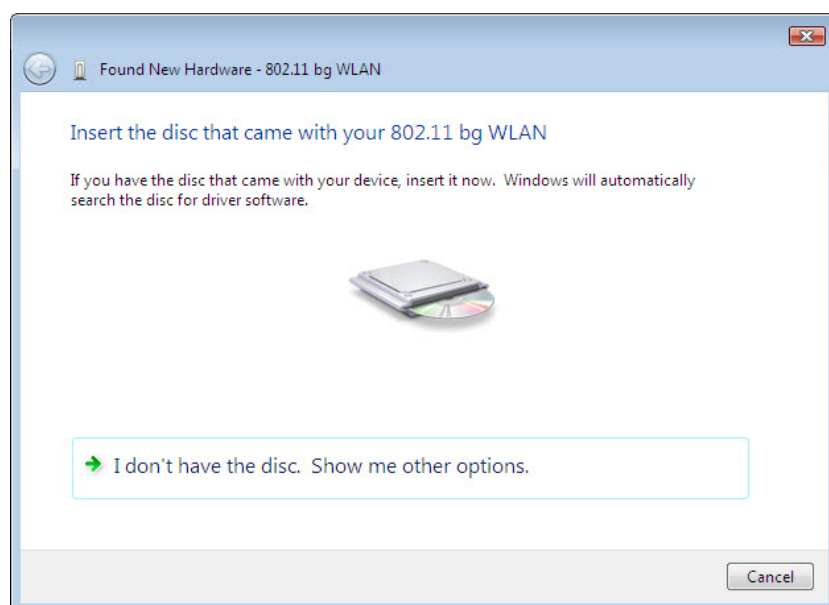 Found New Hardware - 802.11 bg WLAN
Insert the disc that came with your 802.11 bg WLAN
If you have the disc that came with your device, insert it now.  Windows will automatically
search the disc for driver software.
I don't have the disc.  Show me other options.
Cancel